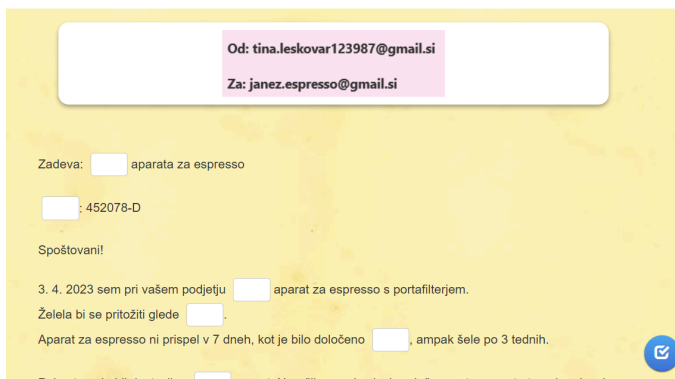 Od: tina.leskovar123987@gmail.si
Za: janez.espresso@gmail.si
Zadeva: aparata za espresso
: 452078-D
Spoštovani!
3. 4. 2023 sem pri vašem podjetju aparat za espresso s portafilterjem.
Želela bi se pritožiti glede .
Aparat za espresso ni prispel v 7 dneh, kot je bilo določeno , ampak šele po 3 tednih.